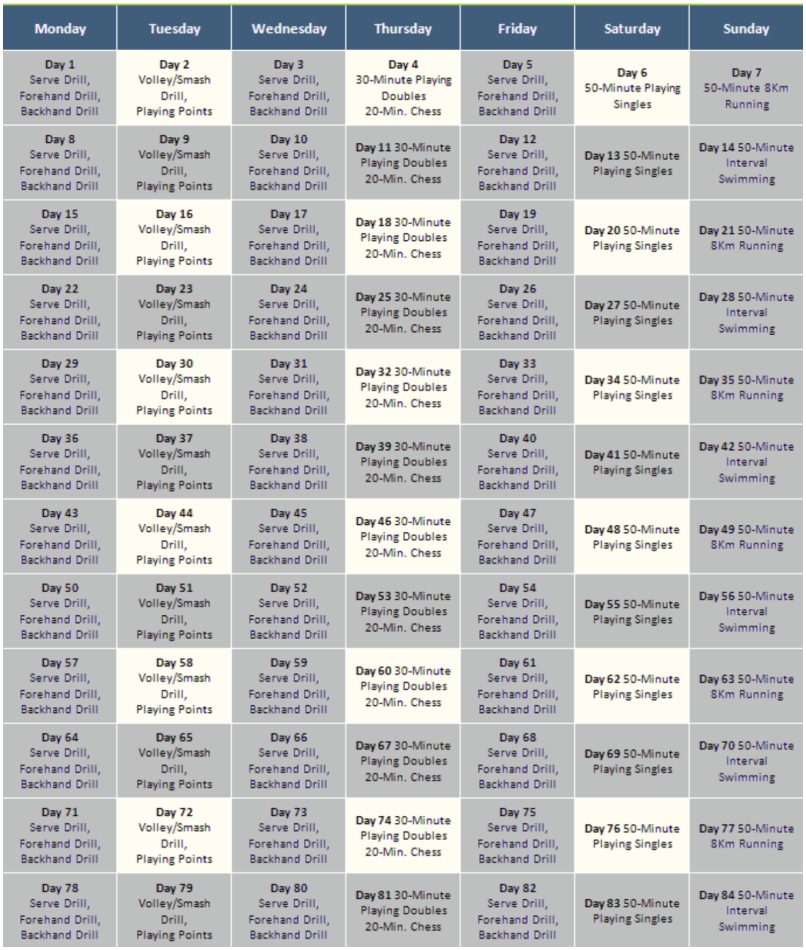 Monday
Tuesday
Wednesday
Thursday
Friday
Saturday
Sunday
Day 1
Serve Drill,
Forehand Drill,
Backhand Drill
Day 2
Volley/Smash
Drill,
Playing Points
Day 3
Serve Drill,
Forehand Drill,
Backhand Drill
Day 4
30-Minute Playing
Doubles
20-Min. Chess
Day 5
Serve Drill,
Forehand Drill,
Backhand Drill
Day 6
50-Minute Playing
Singles
Day 7
50-Minute 8Km
Running
Day 8
Serve Drill,
Forehand Drill,
Backhand Drill
Day 9
Volley/Smash
Drill,
Playing Points
Day 10
Serve Drill,
Forehand Drill,
Backhand Drill
Day 11 30-Minute
Playing Doubles
20-Min. Chess
Day 12
Serve Drill,
Forehand Drill,
Backhand Drill
Day 13 50-Minute
Playing Singles
Day 14 50-Minute
Interval
Swimming
Day 15
Serve Drill,
Forehand Drill,
Backhand Drill
Day 16
Volley/Smash
Drill,
Playing Points
Day 17
Serve Drill,
Forehand Drill,
Backhand Drill
Day 18 30-Minute
Playing Doubles
20-Min. Chess
Day 19
Serve Drill,
Forehand Drill,
Backhand Drill
Day 20 50-Minute
Playing Singles
Day 21 50-Minute
8Km Running
Day 22
Serve Drill,
Forehand Drill,
Backhand Drill
Day 23
Volley/Smash
Drill,
Playing Points
Day 24
Serve Drill,
Forehand Drill,
Backhand Drill
Day 25 30-Minute
Playing Doubles
20-Min. Chess
Day 26
Serve Drill,
Forehand Drill,
Backhand Drill
Day 27 50-Minute
Playing Singles
Day 28 50-Minute
Interval
Swimming
Day 29
Serve Drill,
Forehand Drill,
Backhand Drill
Day 30
Volley/Smash
Drill,
Playing Points
Day 31
Serve Drill,
Forehand Drill,
Backhand Drill
Day 32 30-Minute
Playing Doubles
20-Min. Chess
Day 33
Serve Drill,
Forehand Drill,
Backhand Drill
Day 34 50-Minute
Playing Singles
Day 35 50-Minute
8Km Running
Day 36
Serve Drill,
Forehand Drill,
Backhand Drill
Day 37
Volley/Smash
Drill,
Playing Points
Day 38
Serve Drill,
Forehand Drill,
Backhand Drill
Day 39 30-Minute
Playing Doubles
20-Min. Chess
Day 40
Serve Drill,
Forehand Drill,
Backhand Drill
Day 41 50-Minute
Playing Singles
Day 42 50-Minute
Interval
Swimming
Day 43
Serve Drill,
Forehand Drill,
Backhand Drill
Day 44
Volley/Smash
Drill,
Playing Points
Day 45
Serve Drill,
Forehand Drill,
Backhand Drill
Day 46 30-Minute
Playing Doubles
20-Min. Chess
Day 47
Serve Drill,
Forehand Drill,
Backhand Drill
Day 48 50-Minute
Playing Singles
Day 49 50-Minute
8Km Running
Day 50
Serve Drill,
Forehand Drill,
Backhand Drill
Day 51
Volley/Smash
Drill,
Playing Points
Day 52
Serve Drill,
Forehand Drill,
Backhand Drill
Day 53 30-Minute
Playing Doubles
20-Min. Chess
Day 54
Serve Drill,
Forehand Drill,
Backhand Drill
Day 55 50-Minute
Playing Singles
Day 56 50-Minute
Interval
Swimming
Day 57
Serve Drill,
Forehand Drill,
Backhand Drill
Day 58
Volley/Smash
Drill,
Playing Points
Day 59
Serve Drill,
Forehand Drill,
Backhand Drill
Day 60 30-Minute
Playing Doubles
20-Min. Chess
Day 61
Serve Drill,
Forehand Drill,
Backhand Drill
Day 62 50-Minute
Playing Singles
Day 63 50-Minute
8Km Running
Day 64
Serve Drill,
Forehand Drill,
Backhand Drill
Day 65
Volley/Smash
Drill,
Playing Points
Day 66
Serve Drill,
Forehand Drill,
Backhand Drill
Day 67 30-Minute
Playing Doubles
20-Min. Chess
Day 68
Serve Drill,
Forehand Drill,
Backhand Drill
Day 69 50-Minute
Playing Singles
Day 70 50-Minute
Interval
Swimming
Day 71
Serve Drill,
Forehand Drill,
Backhand Drill
Day 72
Volley/Smash
Drill,
Playing Points
Day 73
Serve Drill,
Forehand Drill,
Backhand Drill
Day 74 30-Minute
Playing Doubles
20-Min. Chess
Day 75
Serve Drill,
Forehand Drill,
Backhand Drill
Day 76 50-Minute
Playing Singles
Day 77 50-Minute
8Km Running
Day 78
Serve Drill,
Forehand Drill,
Backhand Drill
Day 79
Volley/Smash
Drill,
Playing Points
Day 80
Serve Drill,
Forehand Drill,
Backhand Drill
Day 81 30-Minute
Playing Doubles
20-Min. Chess
Day 82
Serve Drill,
Forehand Drill,
Backhand Drill
Day 83 50-Minute
Playing Singles
Day 84 50-Minute
Interval
Swimming